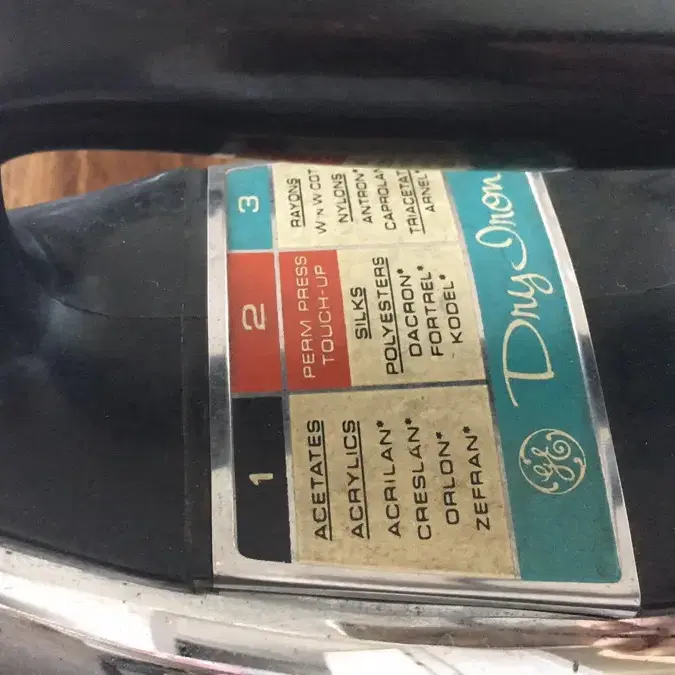 1
ACETATES
ACRYLICS
ACRILAN*
CRESLAN*
ORLON*
ZEFRAN*
2
PERM PRESS
TOUCH-UP
SILKS
POLYESTERS
DACRON*
FORTREL*
KODEL*
3
RAYONS
W'N W COT
NYLONS
ANTRON*
CAPROLAN
TRIACETAT
ARNEL*
GE
Dry Iron